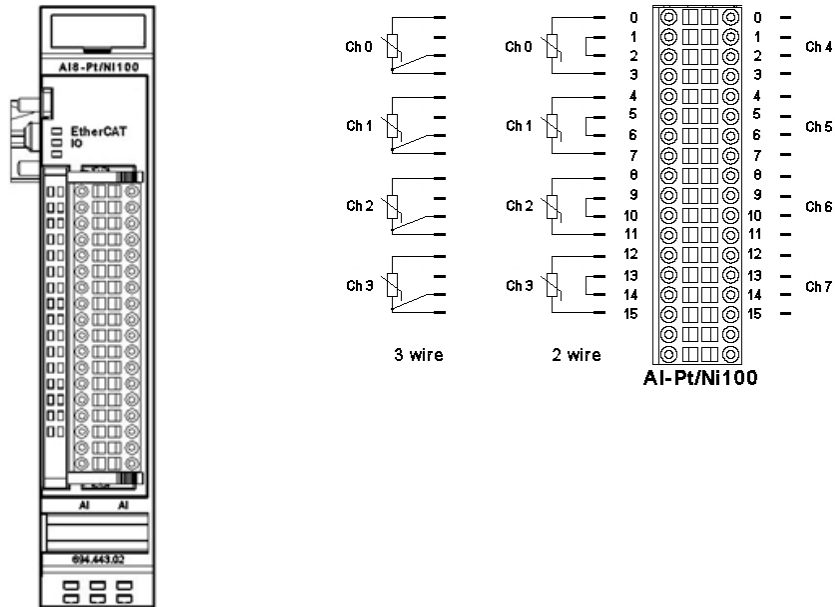 AI8-Pt/NI100
EtherCAT
IO
AI AI
694.443.02
Ch 0
Ch 1
Ch 2
Ch 3
3 wire
Ch 0
Ch 1
Ch 2
Ch 3
2 wire
0 0
1 1
2 2
3 3
4 4
5 5
6 6
7 7
8 8
9 9
10 10
11 11
12 12
13 13
14 14
15 15
Ch 4
Ch 5
Ch 6
Ch 7
AI-Pt/Ni100